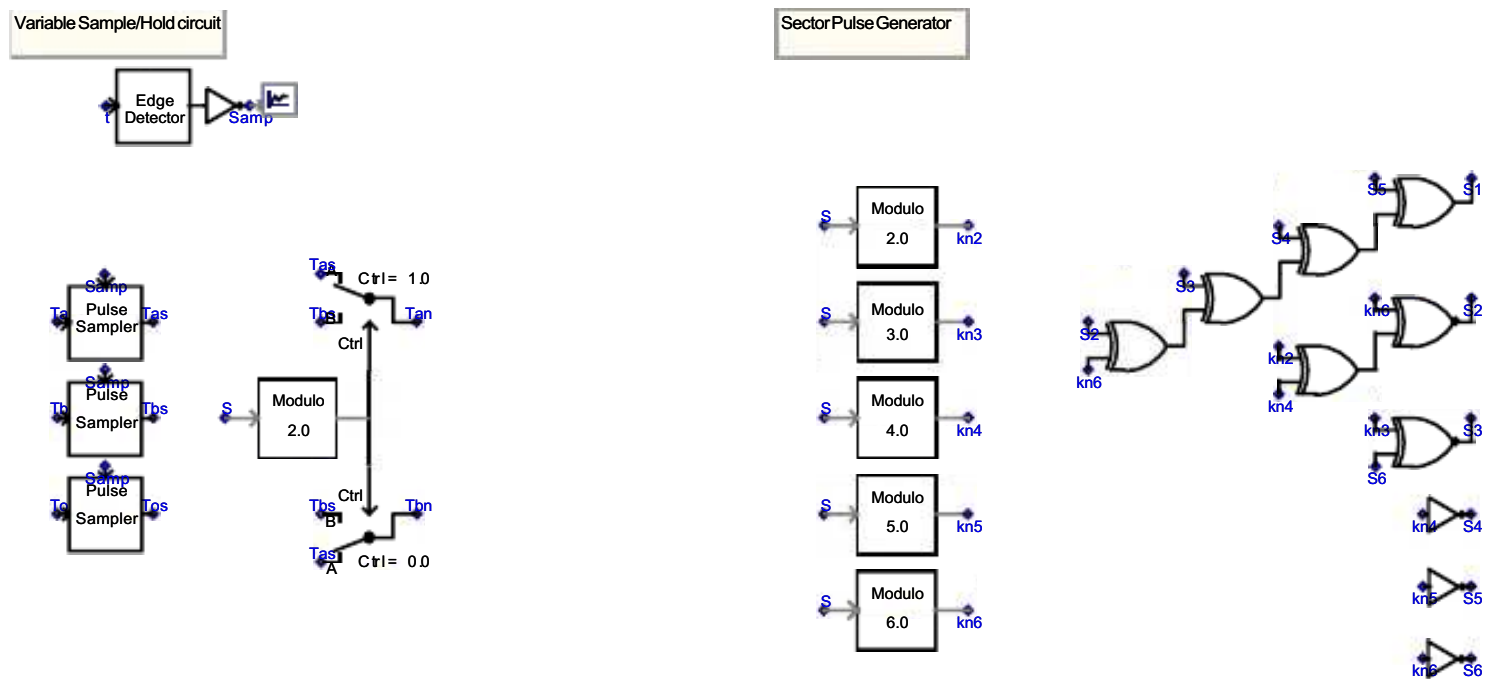 Variable Sample/Hold circuit
Edge
Detector
t
Samp
Samp
Pulse
Sampler
Ta
Tas
Samp
Pulse
Sampler
Tb
Tbs
Samp
Pulse
Sampler
To
Tos
Tas
A
Ctrl = 1.0
Tbs
B
Tan
Ctrl
S
Modulo
2.0
Ctrl
Tbs
B
Tbn
Tas
A
Ctrl = 0.0
Sector Pulse Generator
S
Modulo
2.0
kn2
S
Modulo
3.0
kn3
S
Modulo
4.0
kn4
S
Modulo
5.0
kn5
S
Modulo
6.0
kn6
S5
S1
S4
S3
S2
kn6
kn6
S2
kn2
kn4
kn3
S3
S6
kn4
S4
kn5
S5
kn6
S6